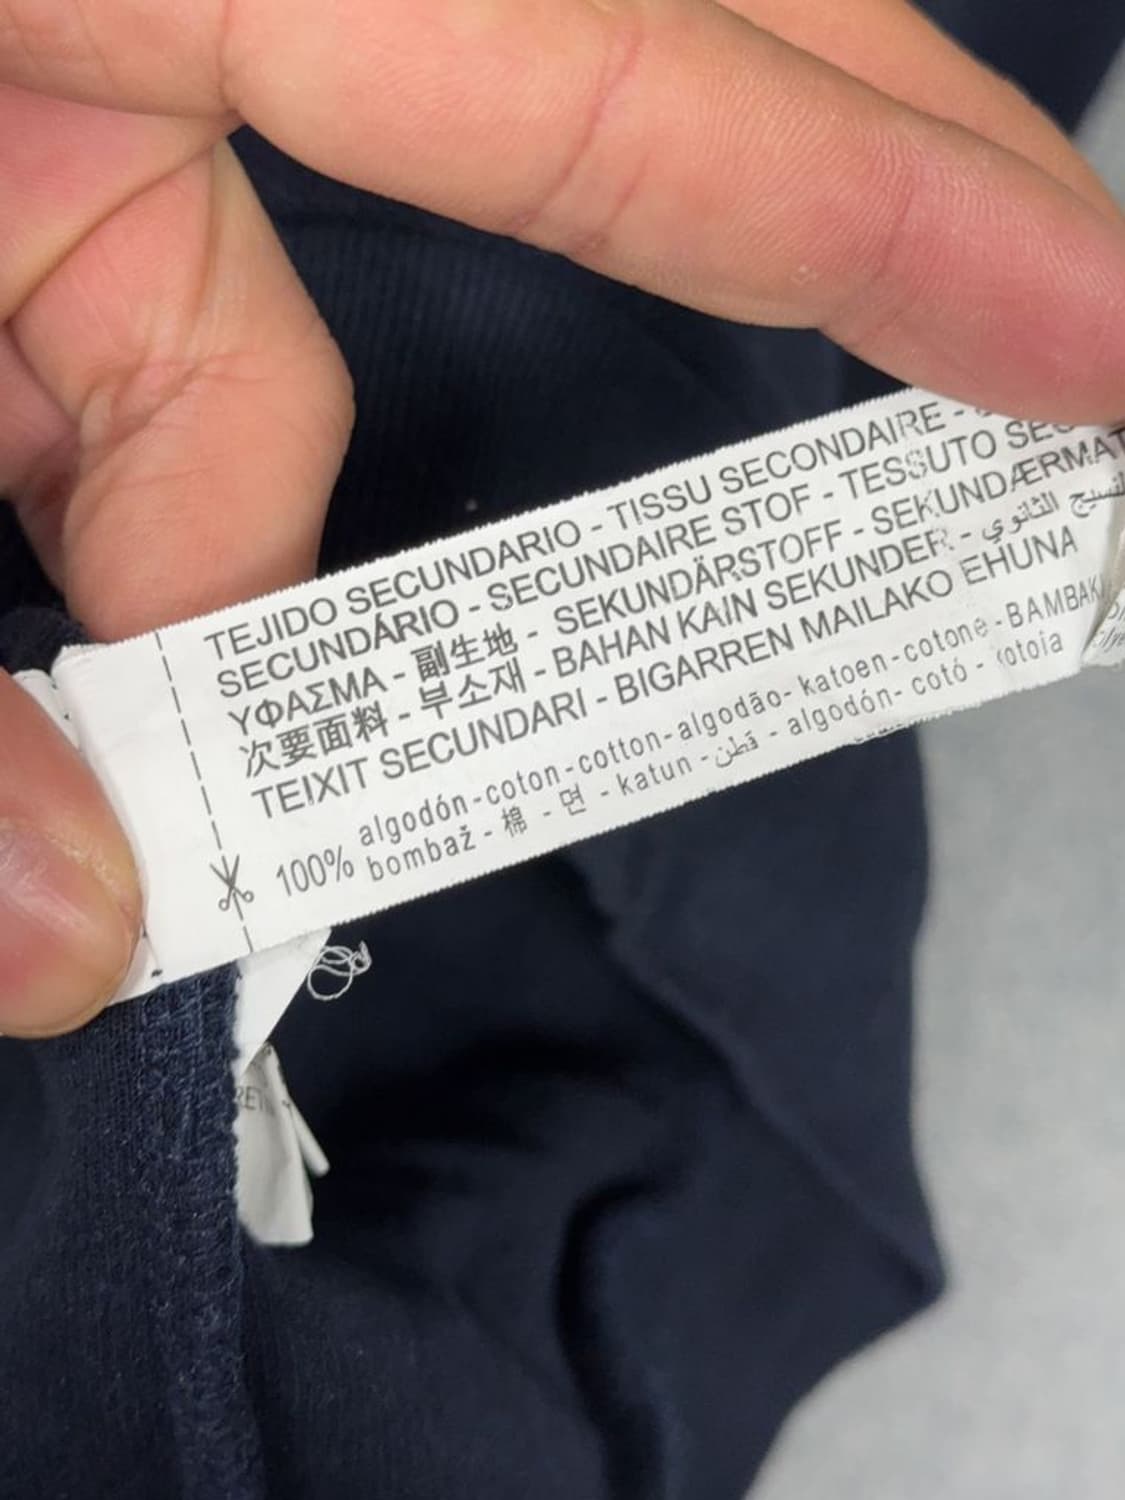 TEJIDO SECUNDARIO - TISSU SECONDAIRE -
SECUNDÁRIO - SECUNDAIRE STOF - TESSUTO
ΥΦΑΣΜΑ - 副生地 - SEKUNDÄRSTOFF - SEKUNDÆRMAT
次要面料 - 부소재 - BAHAN KAIN SEKUNDER - الثانوي
TEIXIT SECUNDARI - BIGARREN MAILAKO EHUNA
100% algodón-coton-cotton-algodão-katoen-cotone-BAMBAK
bombaž - 棉 - 면 - katun - قطن - algodón- cotó - kotoia